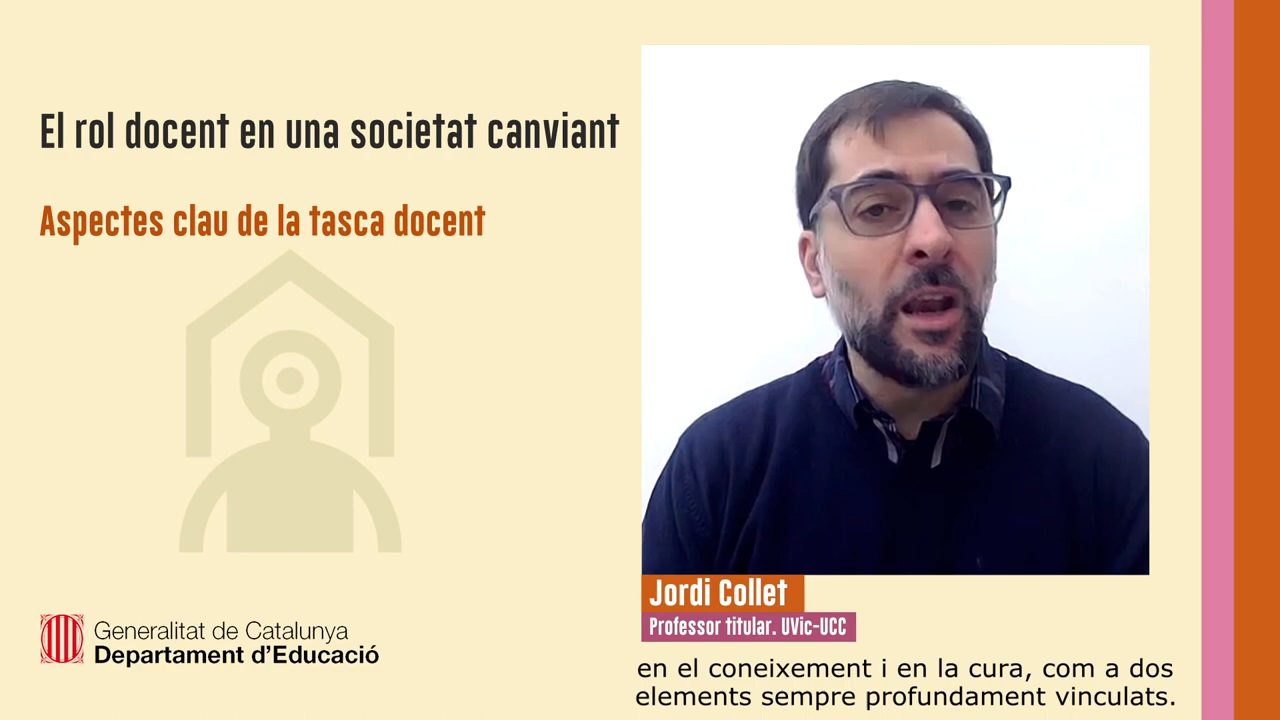 El rol docent en una societat canviant
Aspectes clau de la tasca docent
Jordi Collet
Professor titular. UVic-UCC
Generalitat de Catalunya
Departament d'Educació
en el coneixement i en la cura, com a dos
elements sempre profundament vinculats.